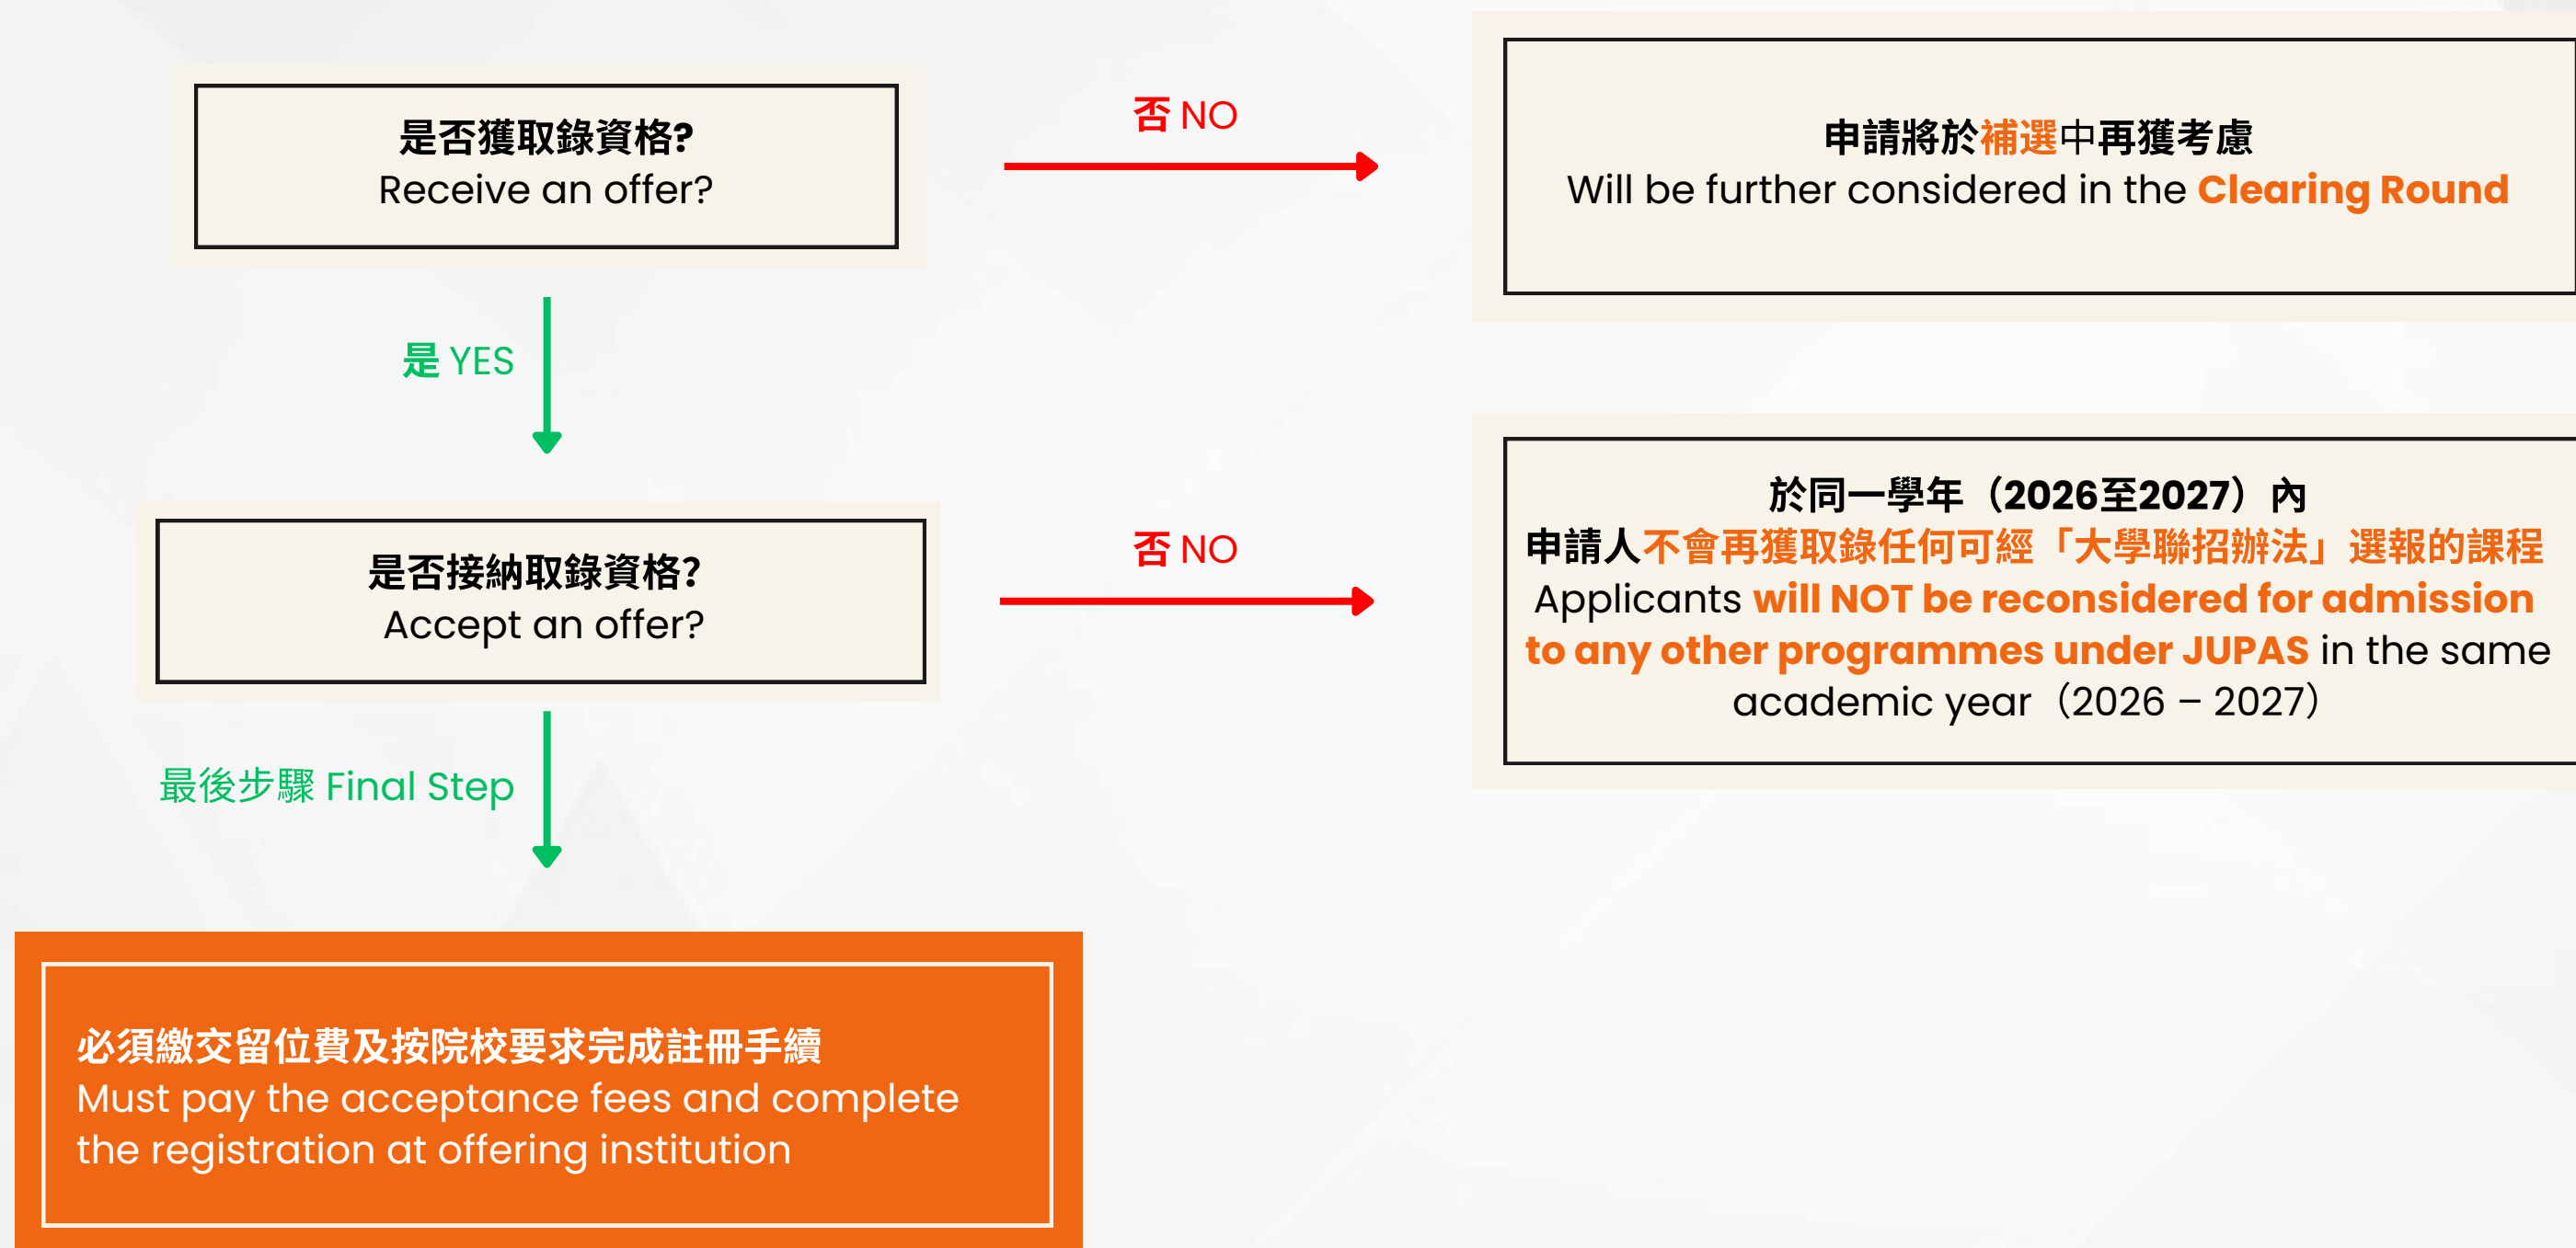 是否獲取錄資格?
Receive an offer?
否 NO
申請將於補選中再獲考慮
Will be further considered in the Clearing Round
是 YES
是否接納取錄資格?
Accept an offer?
否 NO
於同一學年（2026至2027）內
申請人不會再獲取錄任何可經「大學聯招辦法」選報的課程
Applicants will NOT be reconsidered for admission
to any other programmes under JUPAS in the same
academic year（2026 – 2027）
最後步驟 Final Step
必須繳交留位費及按院校要求完成註冊手續
Must pay the acceptance fees and complete
the registration at offering institution